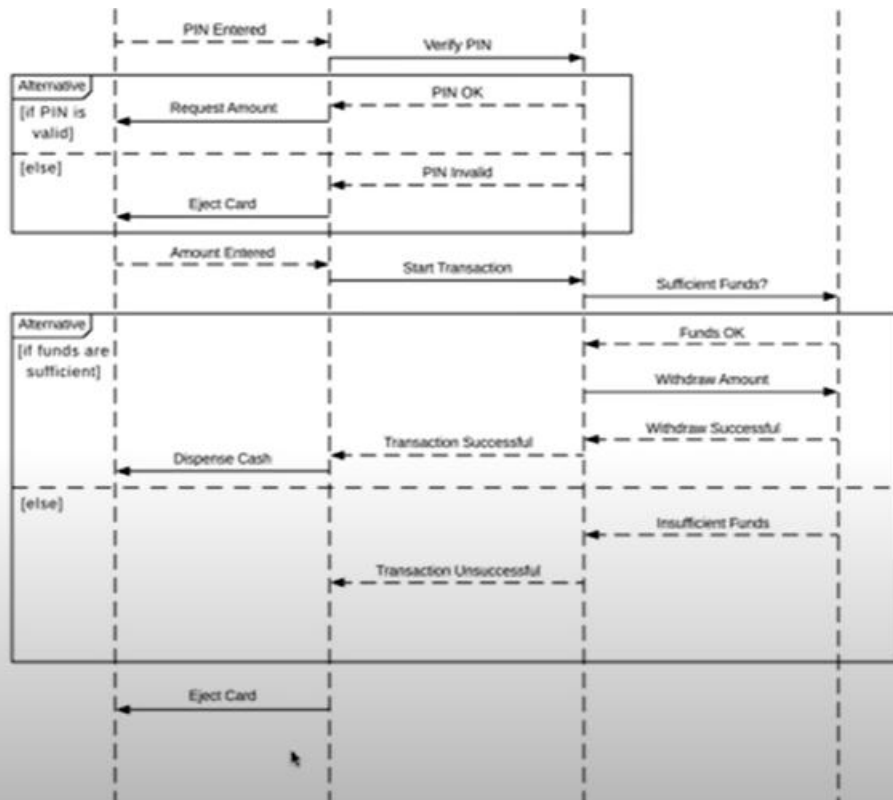 PIN Entered
Verify PIN
Alternative
PIN OK
[if PIN is
valid]
Request Amount
[else]
PIN Invalid
Eject Card
Amount Entered
Start Transaction
Sufficient Funds?
Alternative
Funds OK
[if funds are
sufficient]
Withdraw Amount
Withdraw Successful
Transaction Successful
Dispense Cash
[else]
Insufficient Funds
Transaction Unsuccessful
Eject Card